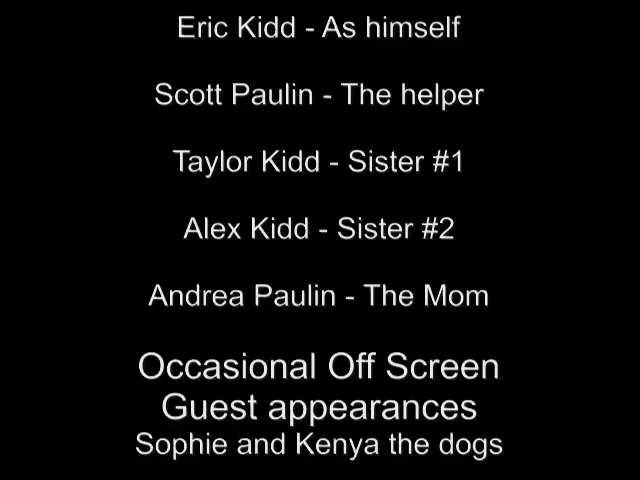 Eric Kidd - As himself
Scott Paulin - The helper
Taylor Kidd - Sister #1
Alex Kidd - Sister #2
Andrea Paulin - The Mom
Occasional Off Screen
Guest appearances
Sophie and Kenya the dogs